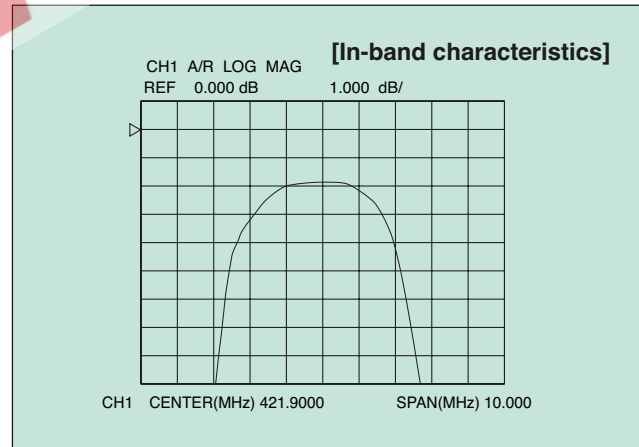 [In-band characteristics]
CH1 A/R LOG MAG
REF 0.000 dB 1.000 dB/
CH1 CENTER(MHz) 421.9000 SPAN(MHz) 10.000